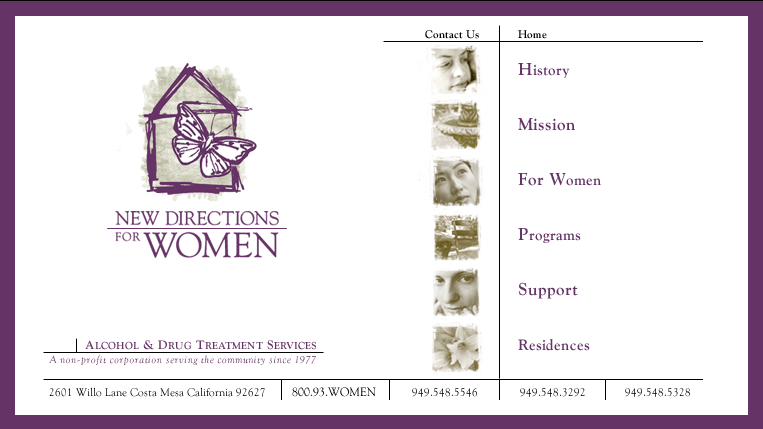 Contact Us Home
History
Mission
For Women
Programs
Support
Residences
NEW DIRECTIONS
FOR WOMEN
ALCOHOL & DRUG TREATMENT SERVICES
A non-profit corporation serving the community since 1977
2601 Willo Lane Costa Mesa California 92627 800.93.WOMEN 949.548.5546 949.548.3292 949.548.5328